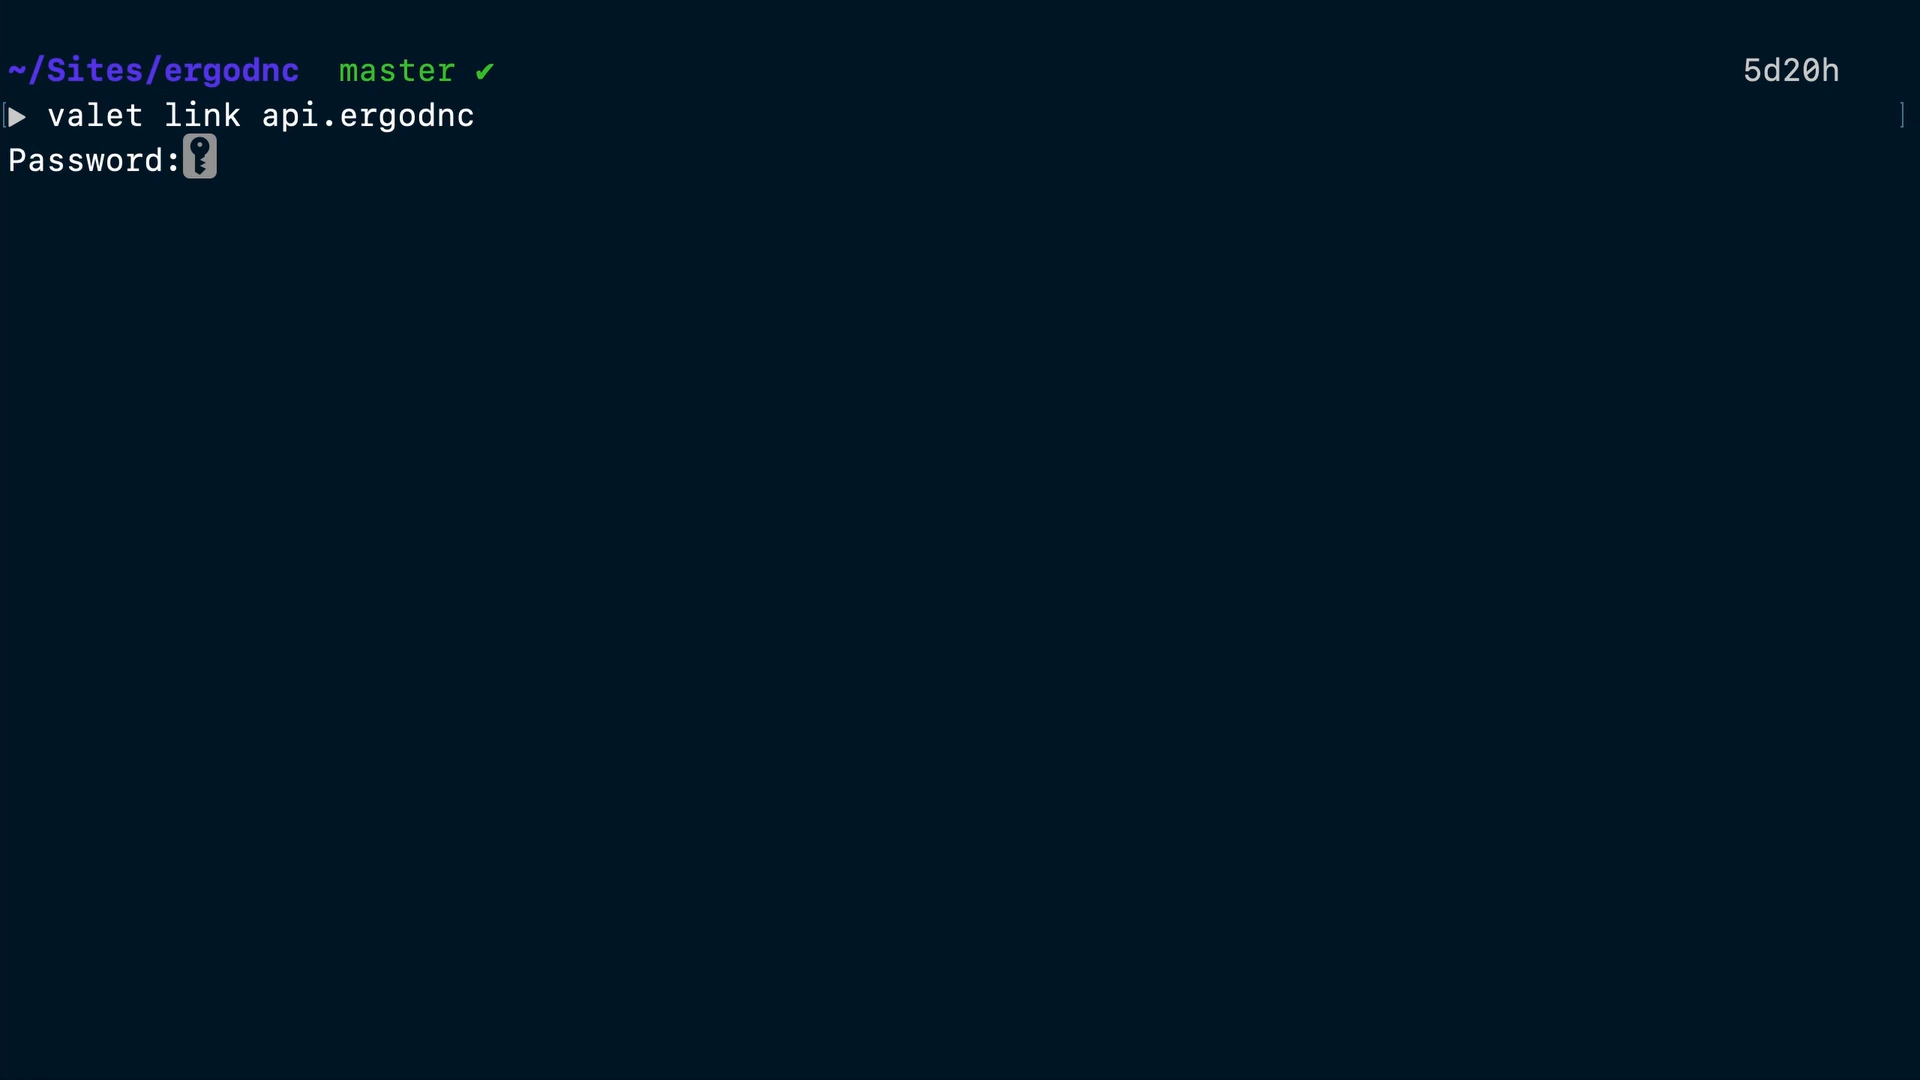 ~/Sites/ergodnc  master ✔ 5d20h
▶ valet link api.ergodnc
Password: